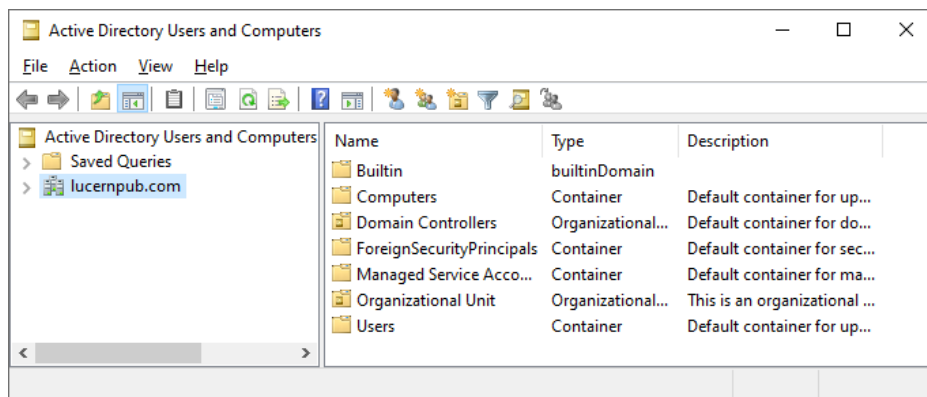 Active Directory Users and Computers
File Action View Help
Active Directory Users and Computers
Saved Queries
lucernpub.com
Name Type Description
Builtin builtinDomain
Computers Container Default container for up...
Domain Controllers Organizational... Default container for do...
ForeignSecurityPrincipals Container Default container for sec...
Managed Service Acco... Container Default container for ma...
Organizational Unit Organizational... This is an organizational ...
Users Container Default container for up...